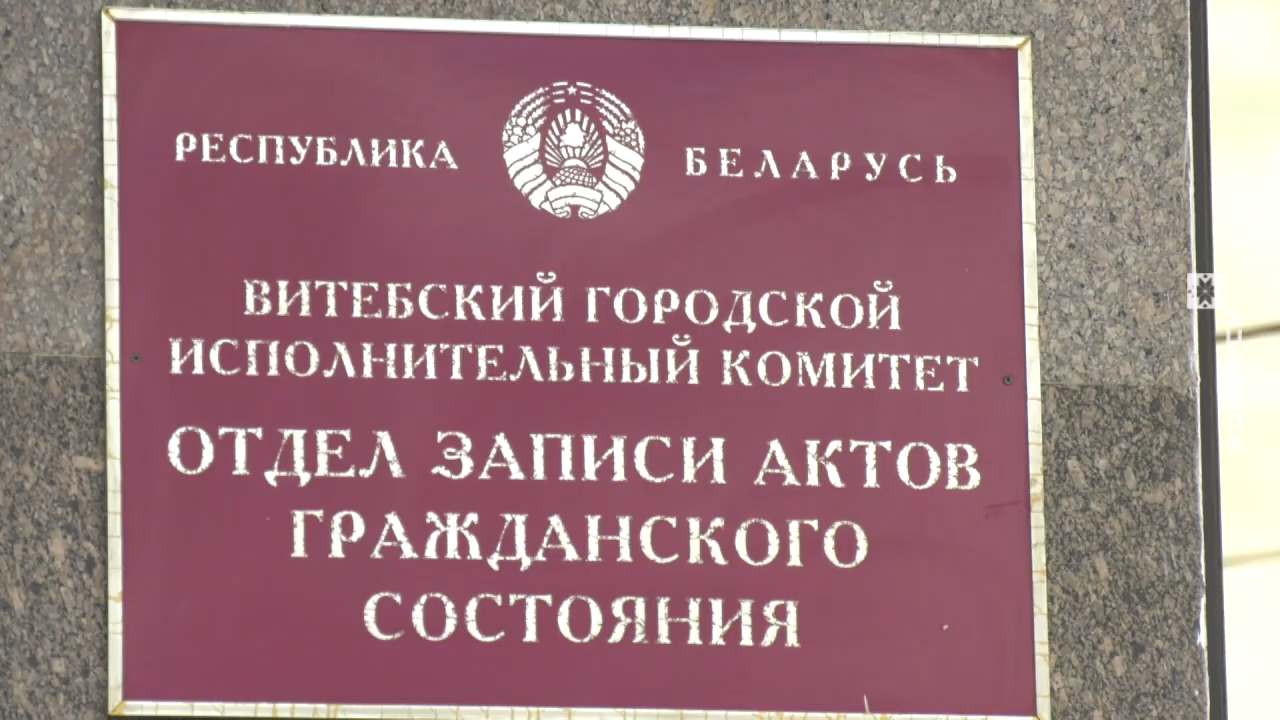 РЕСПУБЛИКА БЕЛАРУСЬ
ВИТЕБСКИЙ ГОРОДСКОЙ
ИСПОЛНИТЕЛЬНЫЙ КОМИТЕТ
ОТДЕЛ ЗАПИСИ АКТОВ
ГРАЖДАНСКОГО
СОСТОЯНИЯ